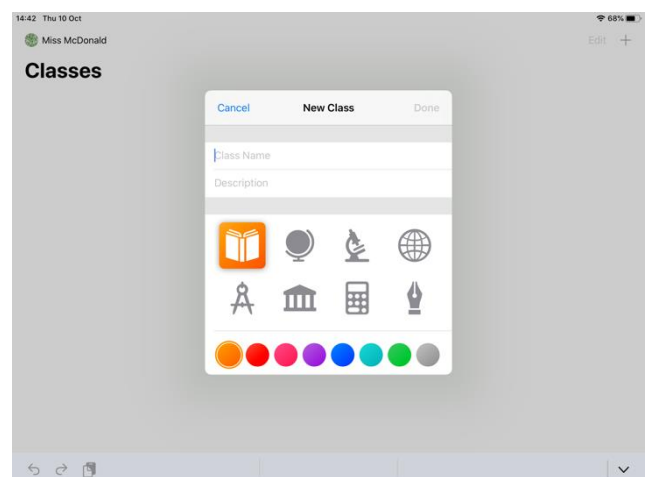 14:42 Thu 10 Oct 68%
Miss McDonald Edit
Classes
Cancel New Class Done
Class Name
Description